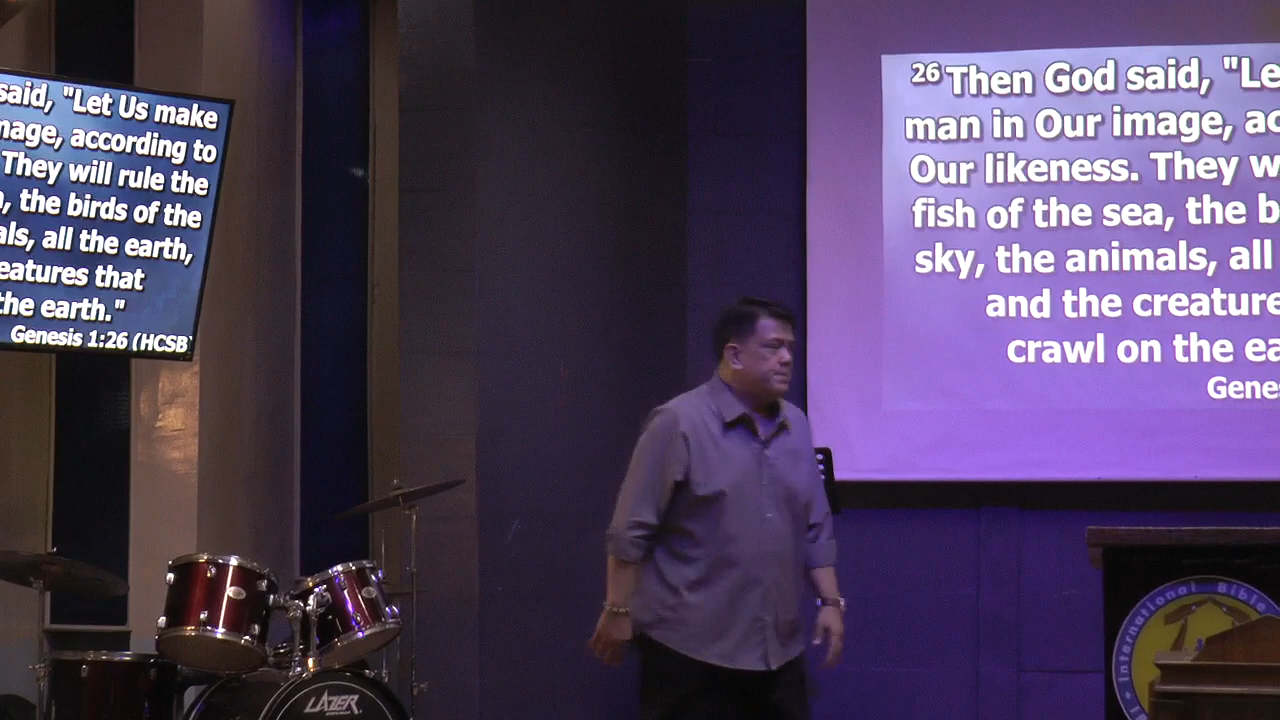 said, "Let Us make
mage, according to
They will rule the
, the birds of the
als, all the earth,
eatures that
the earth."
Genesis 1:26 (HCSB
26 Then God said, "Le
man in Our image, ac
Our likeness. They w
fish of the sea, the b
sky, the animals, all
and the creature
crawl on the ea
Genes
LAZER
International Bible